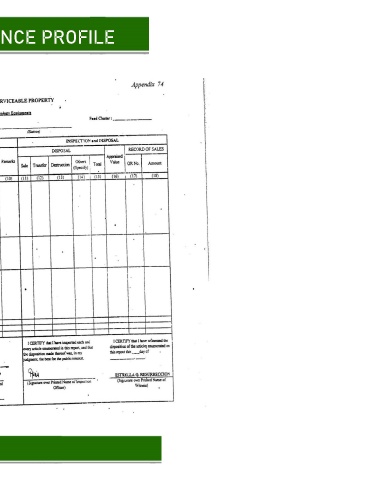 NCE PROFILE
Appendix 74
RVICEABLE PROPERTY
Fund Cluster :
(Station)
INSPECTION and DISPOSAL
DISPOSAL
Appraised Value
RECORD OF SALES
Remarks
Sale
Transfer
Destruction
Others (Specify)
Total
OR No.
Amount
(10)
(11)
(12)
(13)
(14)
(15)
(16)
(17)
(18)
I CERTIFY that I have inspected each and
every article enumerated in this report, and that
the disposition made thereof was, in my
judgment, the best for the public interest.
I CERTIFY that I have witnessed the
disposition of the articles enumerated on
this report this ___ day of
(Signature over Printed Name of Inspection
Officer)
ESTRELLA Q. RESURRECCION
(Signature over Printed Name of
Witness)